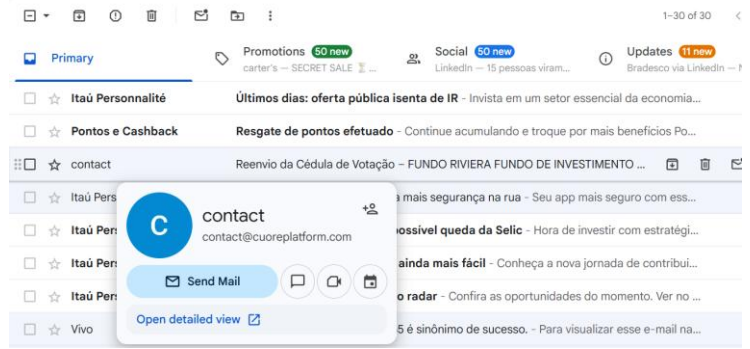 1–30 of 30
Primary
Promotions 50 new
carter's — SECRET SALE ⏳ ...
Social 50 new
LinkedIn — 15 pessoas viram...
Updates 11 new
Bradesco via LinkedIn —
Itaú Personnalité Últimos dias: oferta pública isenta de IR - Invista em um setor essencial da economia...
Pontos e Cashback Resgate de pontos efetuado - Continue acumulando e troque por mais benefícios Po...
contact Reenvio da Cédula de Votação – FUNDO RIVIERA FUNDO DE INVESTIMENTO ...
Itaú Pers mais segurança na rua - Seu app mais seguro com ess...
Itaú Pers possível queda da Selic - Hora de investir com estratégi...
Itaú Pers ainda mais fácil - Conheça a nova jornada de contribui...
Itaú Pers o radar - Confira as oportunidades do momento. Ver no ...
Vivo 5 é sinônimo de sucesso. - Para visualizar esse e-mail na...
C
contact
contact@cuoreplatform.com
Send Mail
Open detailed view